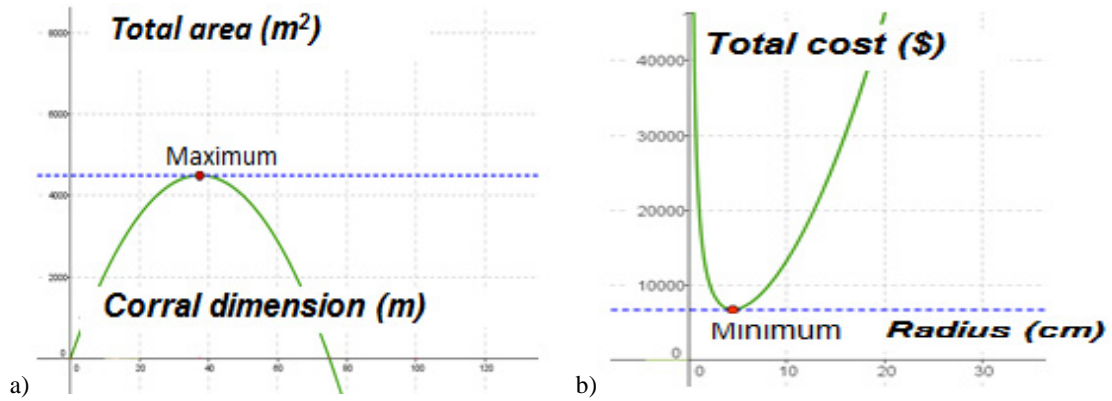 Total area (m²)
8000
6000
Maximum
4000
2000
Corral dimension (m)
0
0 20 40 60 80 100 120
a)
Total cost ($)
40000
30000
20000
10000
Minimum Radius (cm)
0
0 10 20 30
b)